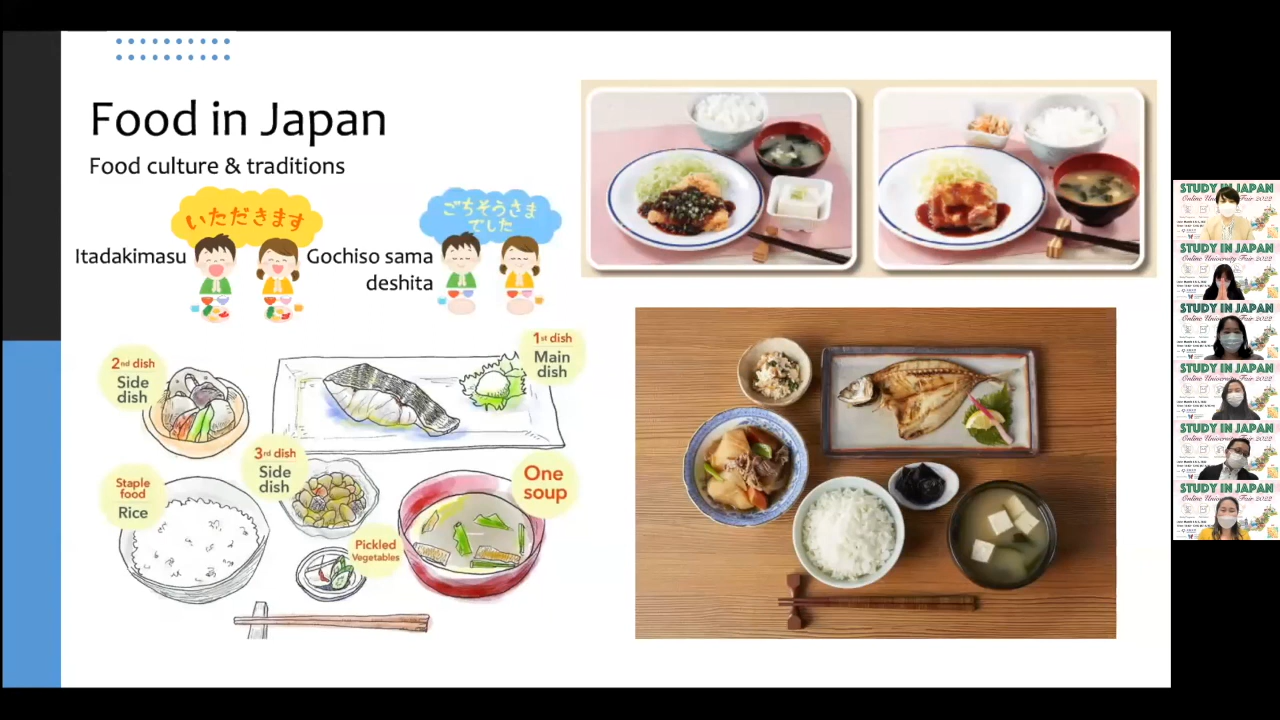 Food in Japan
Food culture & traditions
いただきます
Itadakimasu
ごちそうさま
でした
Gochiso sama
deshita
1st dish
Main
dish
2nd dish
Side
dish
3rd dish
Side
dish
Staple
food
Rice
One
soup
Pickled
Vegetables
STUDY IN JAPAN
Online University Fair 2022
STUDY IN JAPAN
Online University Fair 2022
STUDY IN JAPAN
Online University Fair 2022
STUDY IN JAPAN
Online University Fair 2022
STUDY IN JAPAN
Online University Fair 2022
STUDY IN JAPAN
Online University Fair 2022